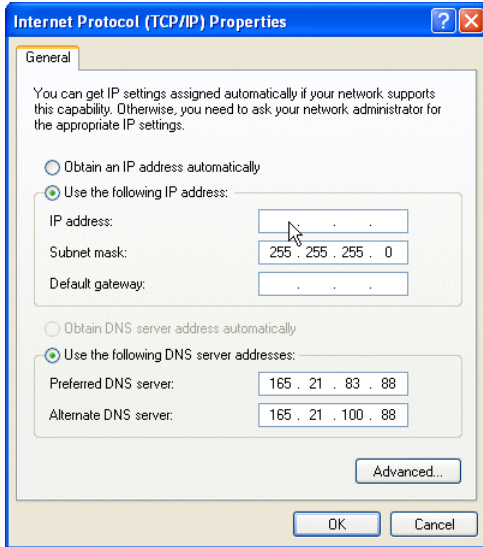 Internet Protocol (TCP/IP) Properties
General
You can get IP settings assigned automatically if your network supports
this capability. Otherwise, you need to ask your network administrator for
the appropriate IP settings.
Obtain an IP address automatically
Use the following IP address:
IP address: . . .
Subnet mask: 255 . 255 . 255 . 0
Default gateway: . . .
Obtain DNS server address automatically
Use the following DNS server addresses:
Preferred DNS server: 165 . 21 . 83 . 88
Alternate DNS server: 165 . 21 . 100 . 88
Advanced...
OK Cancel